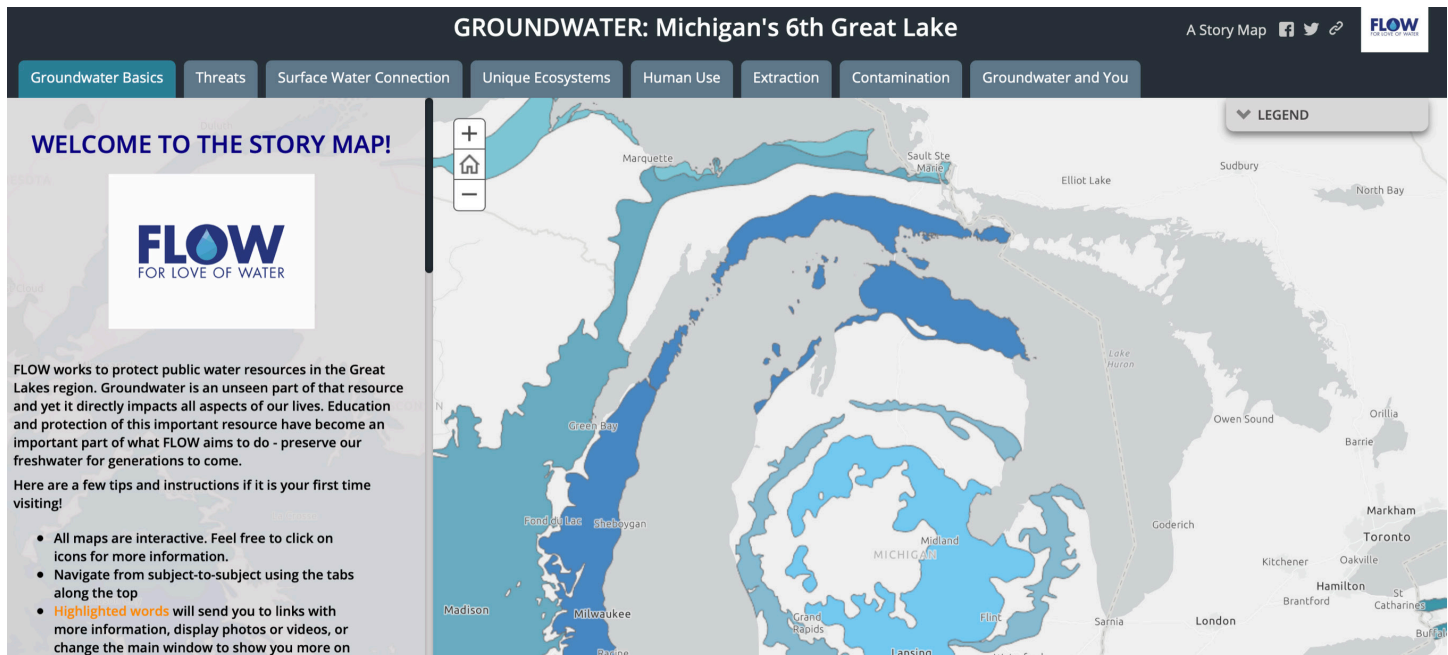 GROUNDWATER: Michigan's 6th Great Lake
A Story Map
FLOW
FOR LOVE OF WATER
Groundwater Basics
Threats
Surface Water Connection
Unique Ecosystems
Human Use
Extraction
Contamination
Groundwater and You
WELCOME TO THE STORY MAP!
FLOW
FOR LOVE OF WATER
FLOW works to protect public water resources in the Great
Lakes region. Groundwater is an unseen part of that resource
and yet it directly impacts all aspects of our lives. Education
and protection of this important resource have become an
important part of what FLOW aims to do - preserve our
freshwater for generations to come.
Here are a few tips and instructions if it is your first time
visiting!
• All maps are interactive. Feel free to click on
icons for more information.
• Navigate from subject-to-subject using the tabs
along the top
• Highlighted words will send you to links with
more information, display photos or videos, or
change the main window to show you more on
+
−
LEGEND
Marquette
Sault Ste
Marie
Sudbury
Elliot Lake
North Bay
Lake
Huron
Green Bay
Owen Sound
Orillia
Barrie
Fond du Lac
Sheboygan
Goderich
Markham
Toronto
Midland
MICHIGAN
Kitchener
Oakville
Hamilton
Brantford
St
Catharines
Madison
Milwaukee
Grand
Rapids
Flint
Sarnia
London
Racine
Lansing